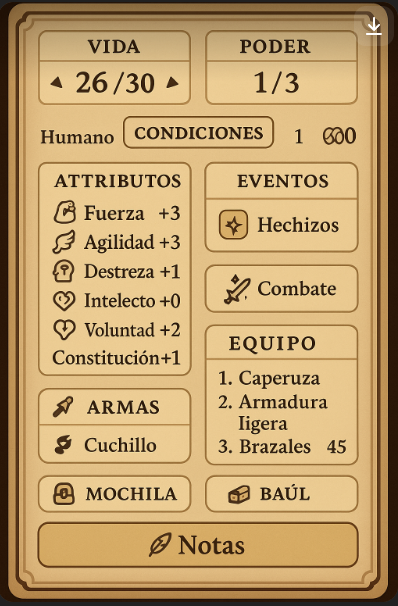 VIDA
26/30
PODER
1/3
Humano
CONDICIONES
1
ATTRIBUTOS
Fuerza +3
Agilidad +3
Destreza +1
Intelecto +0
Voluntad +2
Constitución+1
ARMAS
Cuchillo
MOCHILA
EVENTOS
Hechizos
Combate
EQUIPO
1. Caperuza
2. Armadura
ligera
3. Brazales 45
BAÚL
Notas